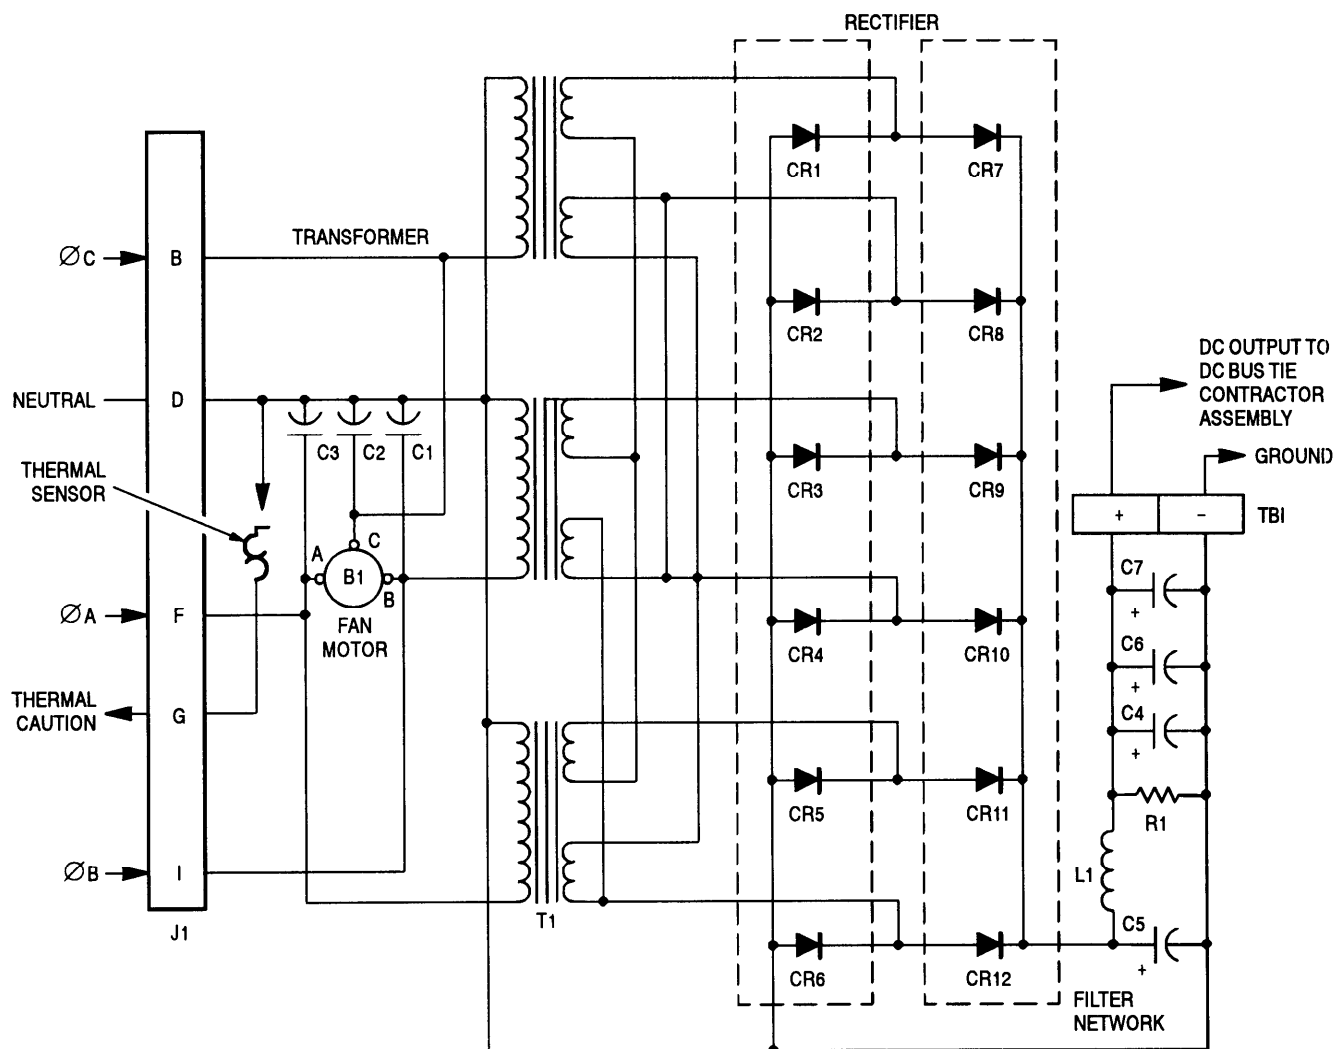 RECTIFIER
CR1
CR7
TRANSFORMER
ØC
B
CR2
CR8
DC OUTPUT TO
DC BUS TIE
CONTRACTOR
ASSEMBLY
NEUTRAL
D
C3
C2
C1
GROUND
THERMAL
SENSOR
CR3
CR9
+
−
TBI
A
C
B1
B
C7
+
ØA
F
FAN
MOTOR
CR4
CR10
C6
+
THERMAL
CAUTION
G
C4
+
CR5
CR11
R1
ØB
I
L1
J1
T1
C5
+
CR6
CR12
FILTER
NETWORK